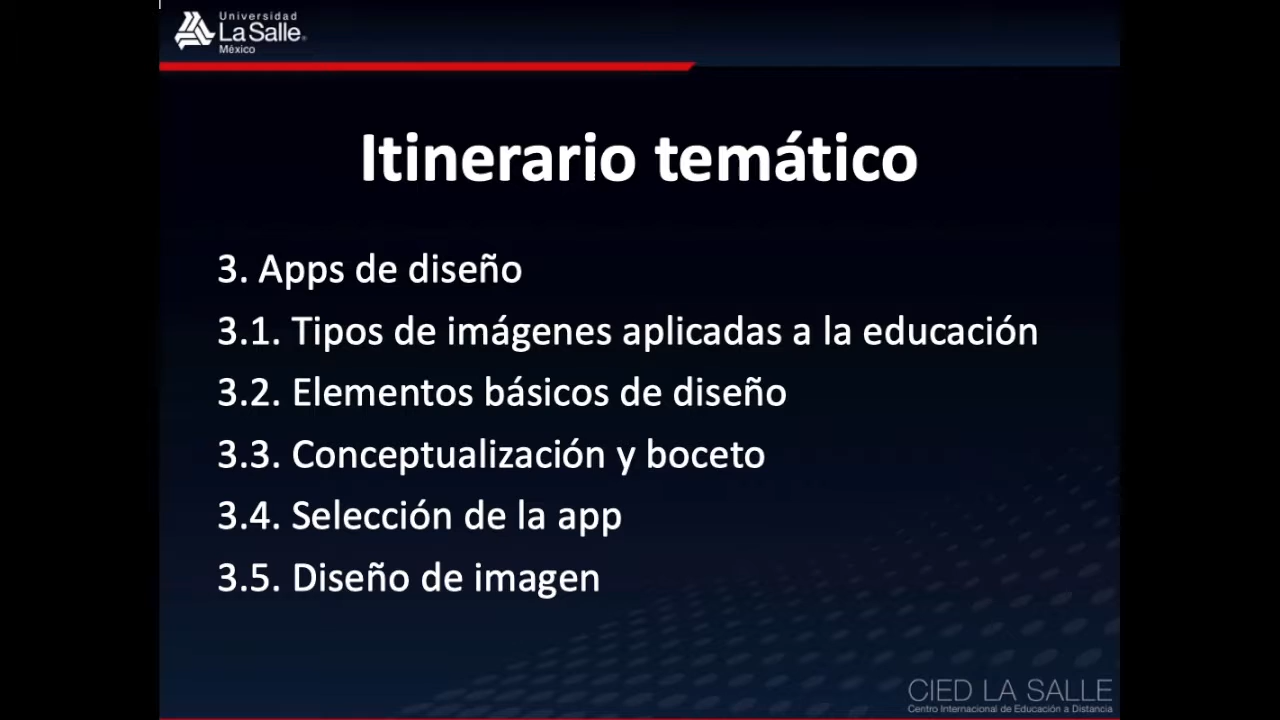 Universidad
La Salle
México
Itinerario temático
3. Apps de diseño
3.1. Tipos de imágenes aplicadas a la educación
3.2. Elementos básicos de diseño
3.3. Conceptualización y boceto
3.4. Selección de la app
3.5. Diseño de imagen
CIED LA SALLE
Centro Internacional de Educación a Distancia